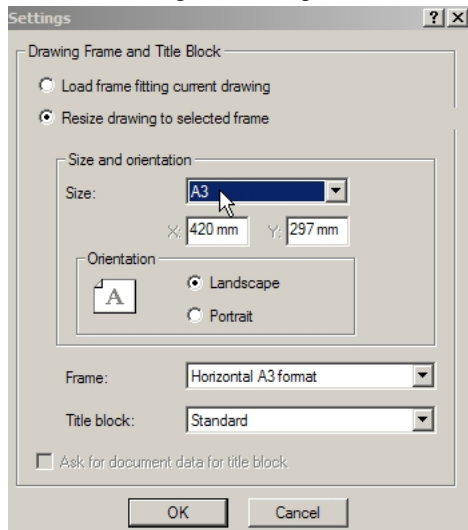 Settings
Drawing Frame and Title Block
Load frame fitting current drawing
Resize drawing to selected frame
Size and orientation
Size: A3
X: 420 mm Y: 297 mm
Orientation
A
Landscape
Portrait
Frame: Horizontal A3 format
Title block: Standard
Ask for document data for title block
OK Cancel